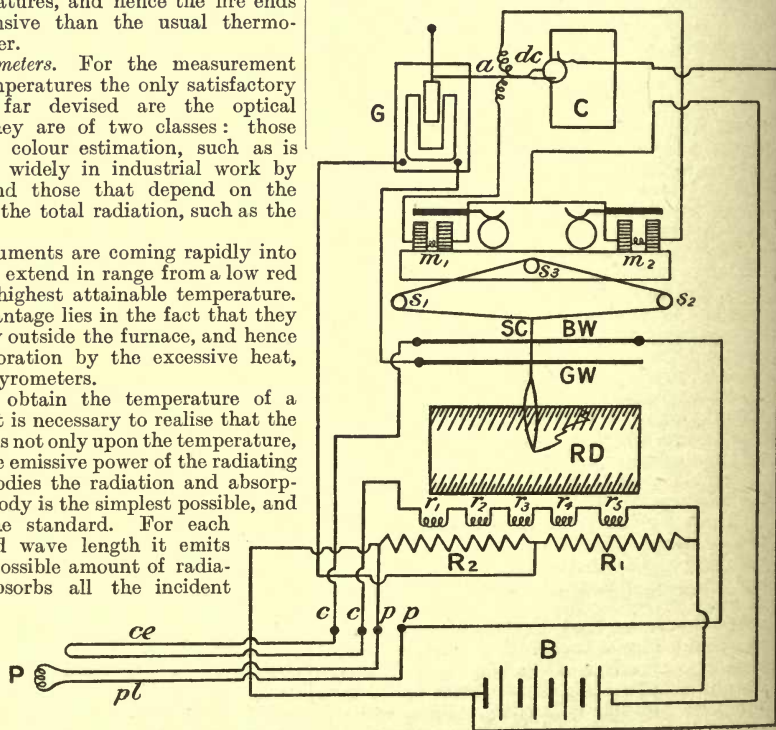 atures, and hence the fire ends
nsive than the usual thermo-
er.
meters. For the measurement
mperatures the only satisfactory
far devised are the optical
ey are of two classes: those
colour estimation, such as is
widely in industrial work by
nd those that depend on the
the total radiation, such as the
uments are coming rapidly into
extend in range from a low red
highest attainable temperature.
antage lies in the fact that they
y outside the furnace, and hence
oration by the excessive heat,
yrometers.
obtain the temperature of a
t is necessary to realise that the
s not only upon the temperature,
e emissive power of the radiating
odies the radiation and absorp-
ody is the simplest possible, and
e standard. For each
d wave length it emits
ossible amount of radia-
bsorbs all the incident
G
a
dc
C
m1
m2
s3
s1
s2
SC BW
GW
RD
r1 r2 r3 r4 r5
R2 R1
c c p p
ce
P
pl
B